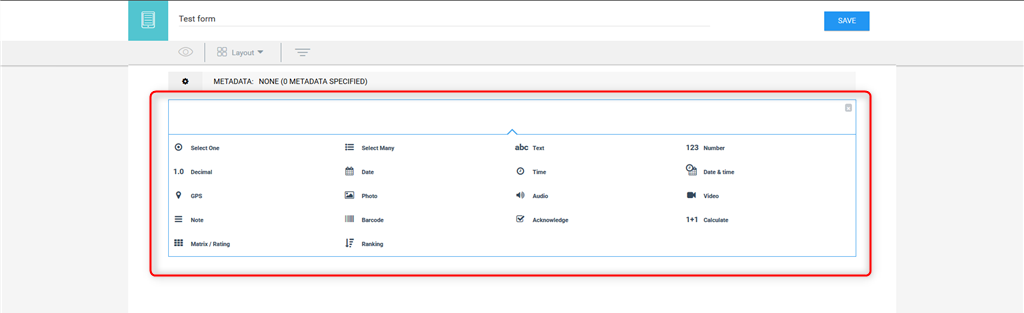 Test form
SAVE
Layout
METADATA: NONE (0 METADATA SPECIFIED)
Select One
Select Many
abc Text
123 Number
1.0 Decimal
Date
Time
Date & time
GPS
Photo
Audio
Video
Note
Barcode
Acknowledge
1+1 Calculate
Matrix / Rating
Ranking